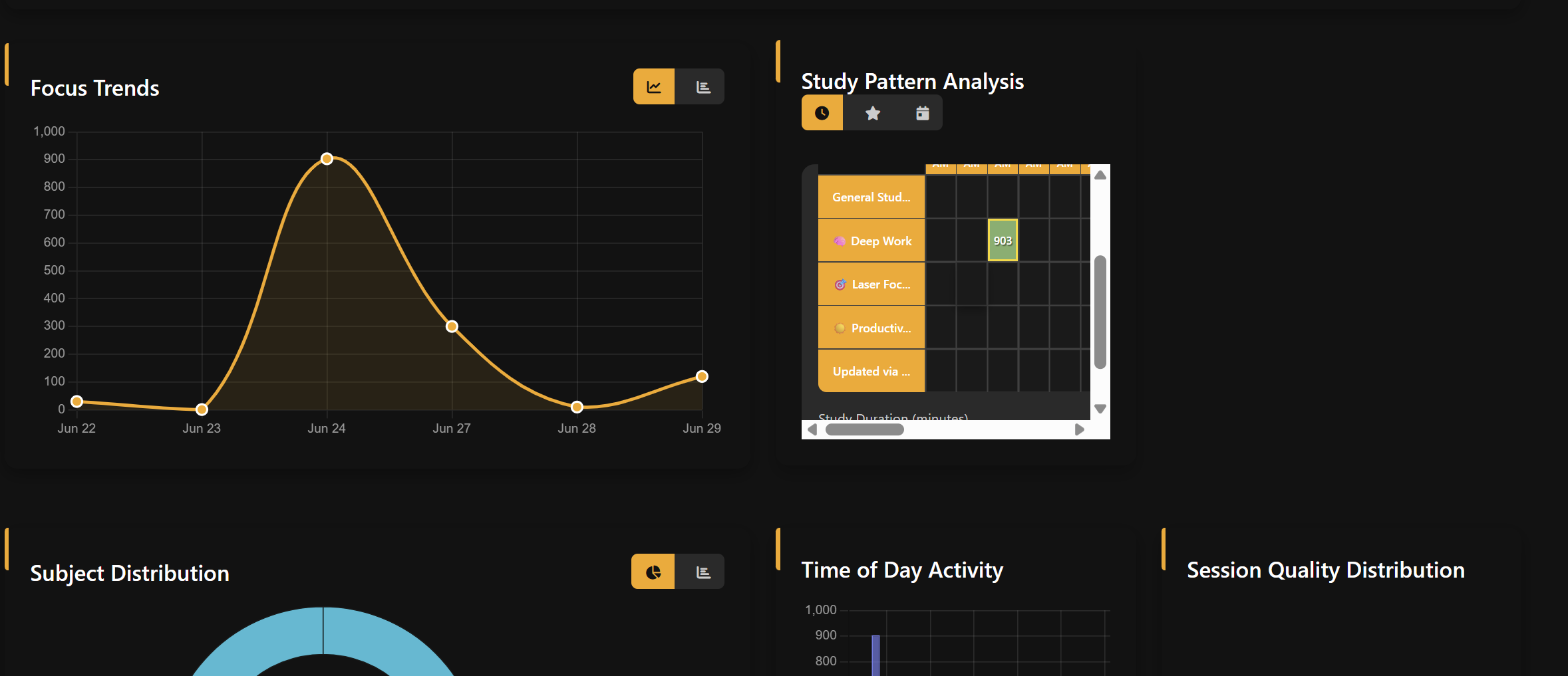 Focus Trends
1,000
900
800
700
600
500
400
300
200
100
0
Jun 22
Jun 23
Jun 24
Jun 27
Jun 28
Jun 29
Study Pattern Analysis
AM AM AM AM AM
General Stud...
Deep Work
903
Laser Foc...
Productiv...
Updated via ...
Study Duration (minutes)
Subject Distribution
Time of Day Activity
1,000
900
800
Session Quality Distribution